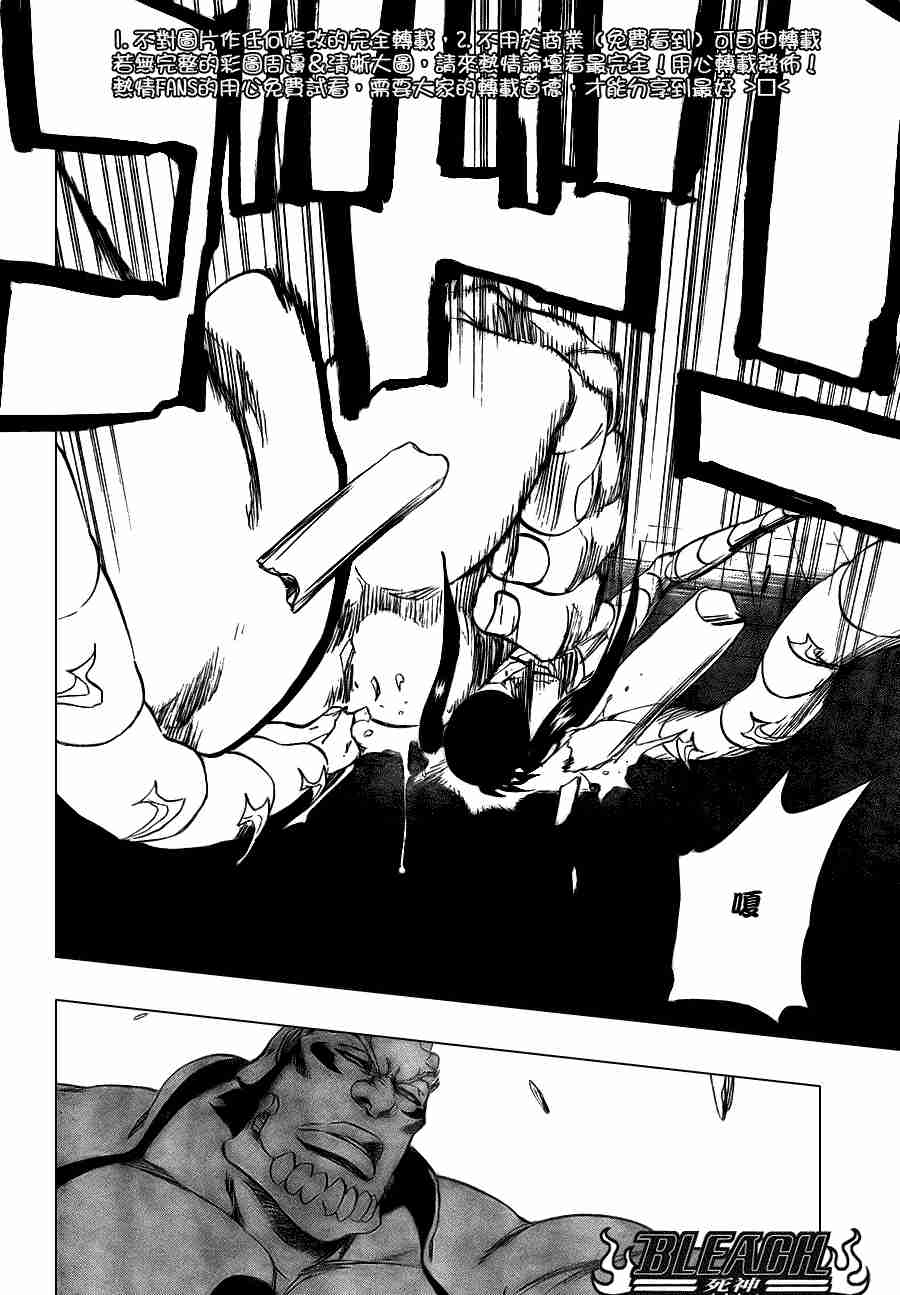 1. 不對圖片作任何修改的完全轉載，2. 不用於商業（免費看到）可自由轉載
若無完整的彩圖周漫&清晰大圖，請來熱情論壇看最完全！用心轉載發佈！
熱情FANS的用心免費試看，需要大家的轉載道德，才能分享到最好 >□<
嗄
BLEACH
死神